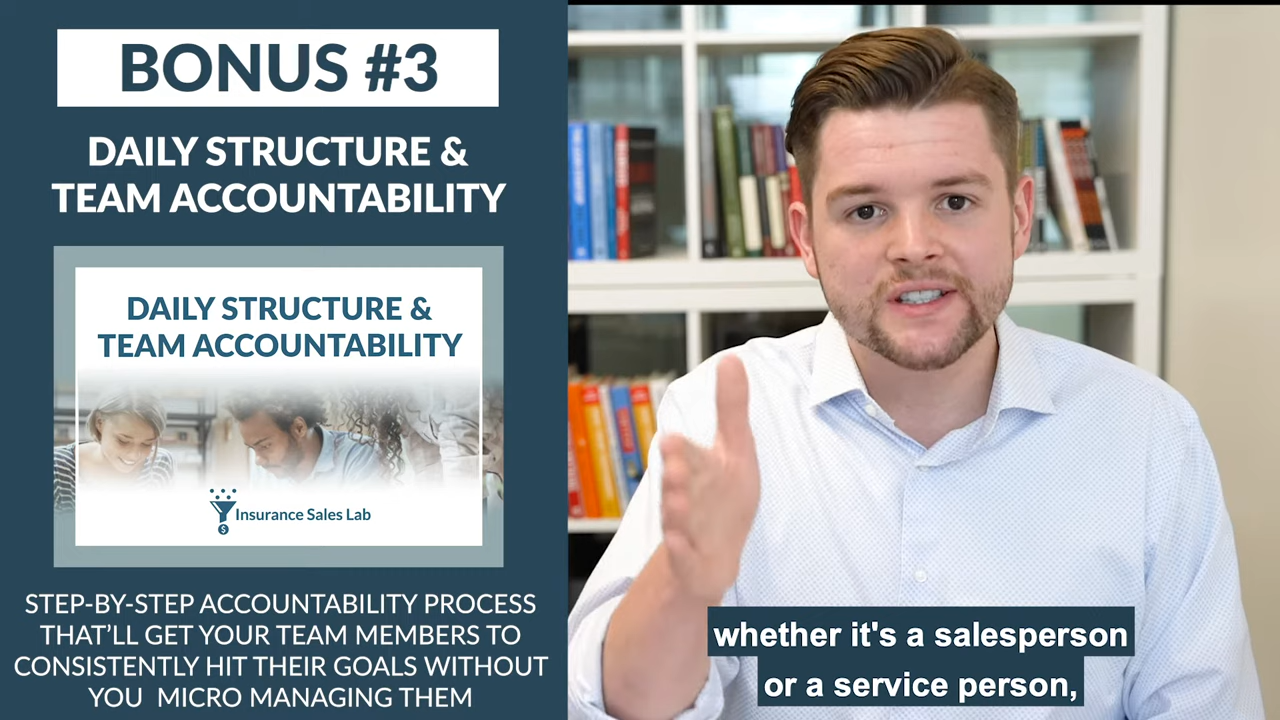 BONUS #3
DAILY STRUCTURE &
TEAM ACCOUNTABILITY
DAILY STRUCTURE &
TEAM ACCOUNTABILITY
Insurance Sales Lab
STEP-BY-STEP ACCOUNTABILITY PROCESS
THAT'LL GET YOUR TEAM MEMBERS TO
CONSISTENTLY HIT THEIR GOALS WITHOUT
YOU MICRO MANAGING THEM
whether it's a salesperson
or a service person,